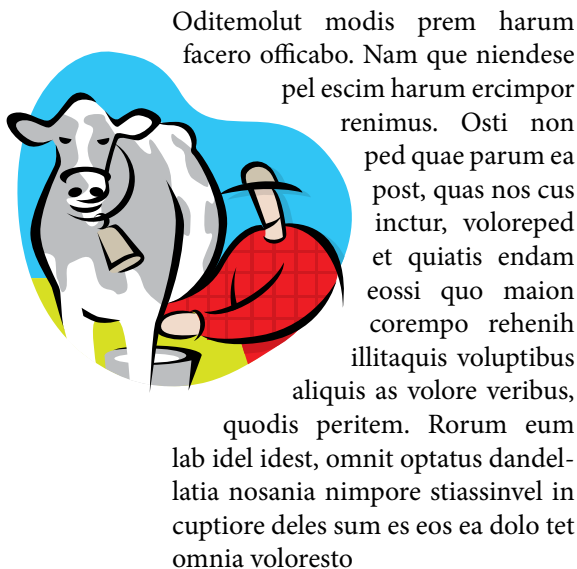 Oditemolut modis prem harum
facero officabo. Nam que niendese
pel escim harum ercimpor
renimus. Osti non
ped quae parum ea
post, quas nos cus
inctur, voloreped
et quiatis endam
eossi quo maion
corempo rehenih
illitaquis voluptibus
aliquis as volore veribus,
quodis peritem. Rorum eum
lab idel idest, omnit optatus dandel-
latia nosania nimpore stiassinvel in
cuptiore deles sum es eos ea dolo tet
omnia voloresto